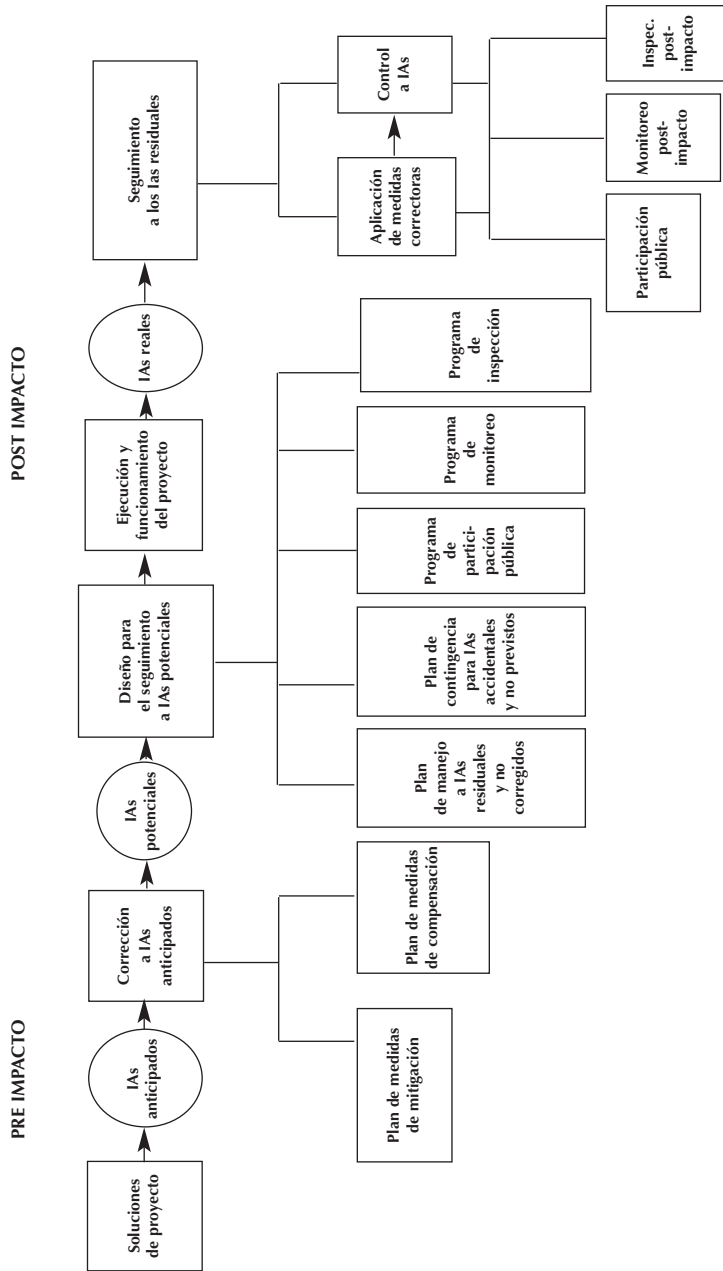 PRE IMPACTO
POST IMPACTO
Soluciones
de proyecto
IAs
anticipados
Corrección
a IAs
anticipados
IAs
potenciales
Diseño para
el seguimiento
a IAs potenciales
Ejecución y
funcionamiento
del proyecto
IAs reales
Seguimiento
a los Ias residuales
Plan de medidas
de mitigación
Plan de medidas
de compensación
Plan
de manejo
a IAs
residuales
y no
corregidos
Plan de
contingencia
para IAs
accidentales
y no previstos
Programa
de
partici-
pación
pública
Programa
de
monitoreo
Programa
de
inspección
Aplicación
de medidas
correctoras
Control
a IAs
Participación
pública
Monitoreo
post-
impacto
Inspec.
post-
impacto